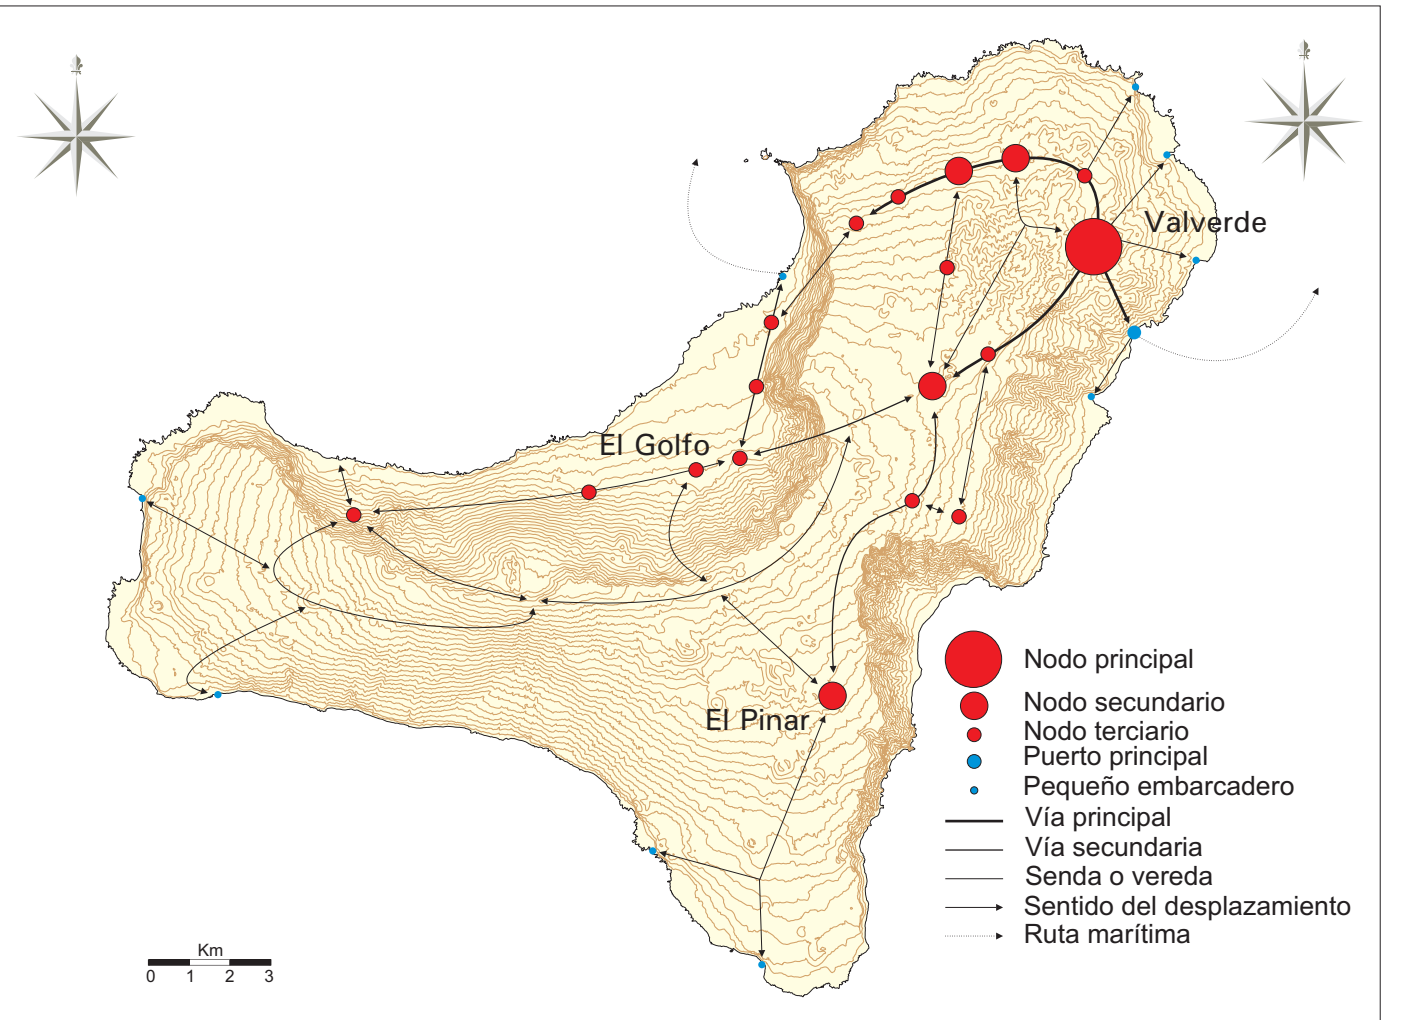 Valverde
El Golfo
El Pinar
Nodo principal
Nodo secundario
Nodo terciario
Puerto principal
Pequeño embarcadero
Vía principal
Vía secundaria
Senda o vereda
Sentido del desplazamiento
Ruta marítima
Km
0 1 2 3